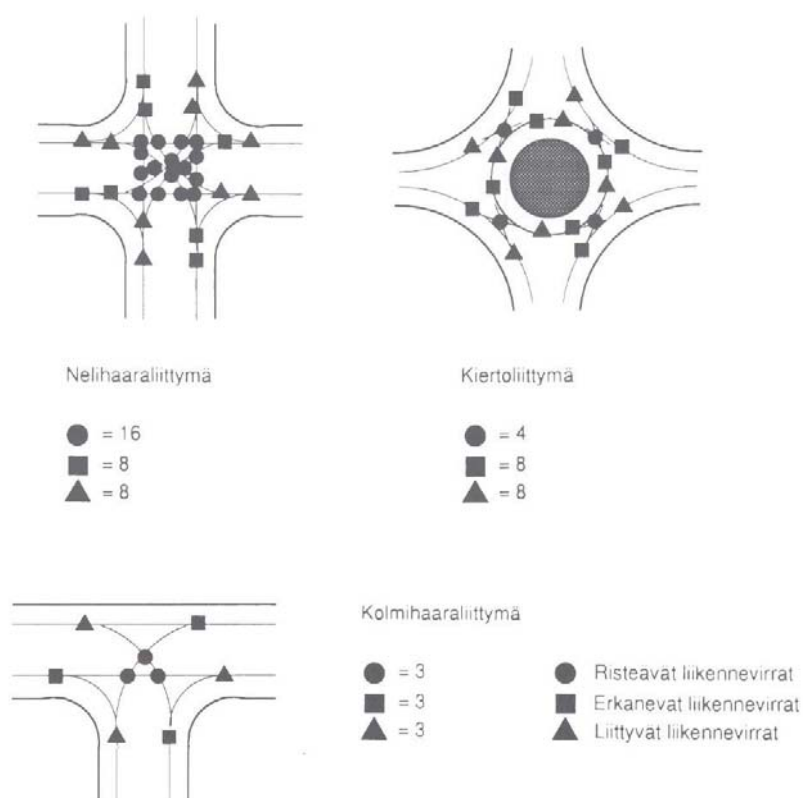 Nelihaaraliittymä
= 16
= 8
= 8
Kiertoliittymä
= 4
= 8
= 8
Kolmihaaraliittymä
= 3
= 3
= 3
Risteävät liikennevirrat
Erkanevat liikennevirrat
Liittyvät liikennevirrat